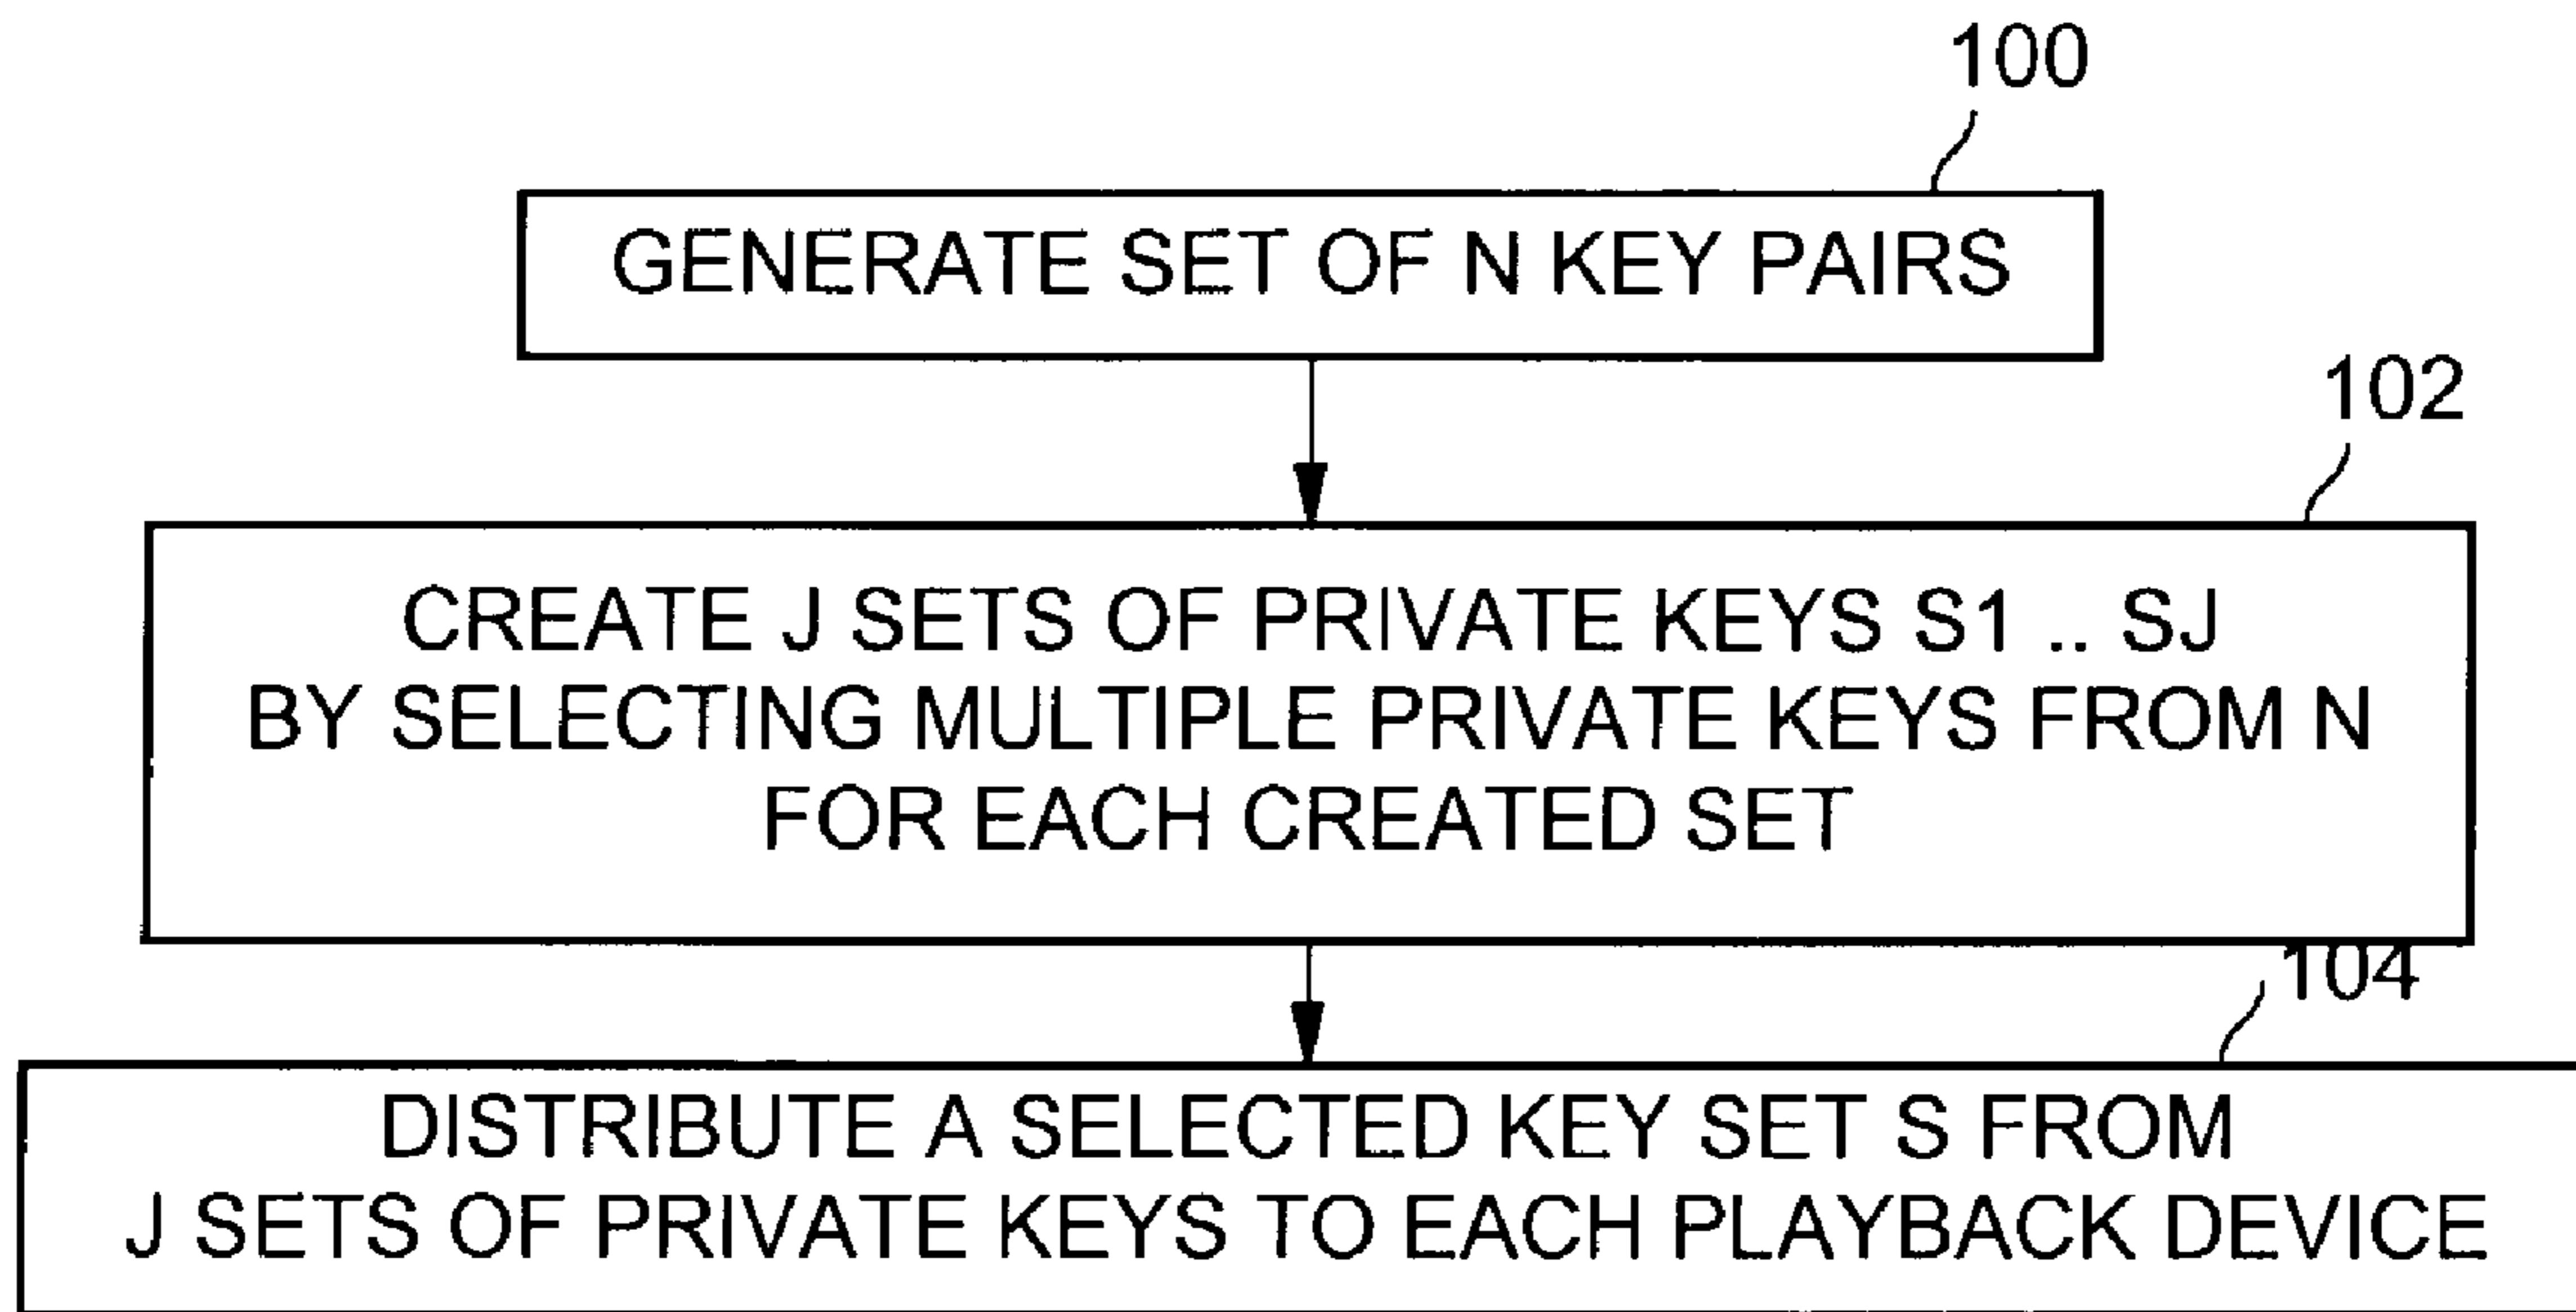 100
GENERATE SET OF N KEY PAIRS
102
CREATE J SETS OF PRIVATE KEYS S1 .. SJ
BY SELECTING MULTIPLE PRIVATE KEYS FROM N
FOR EACH CREATED SET
104
DISTRIBUTE A SELECTED KEY SET S FROM
J SETS OF PRIVATE KEYS TO EACH PLAYBACK DEVICE